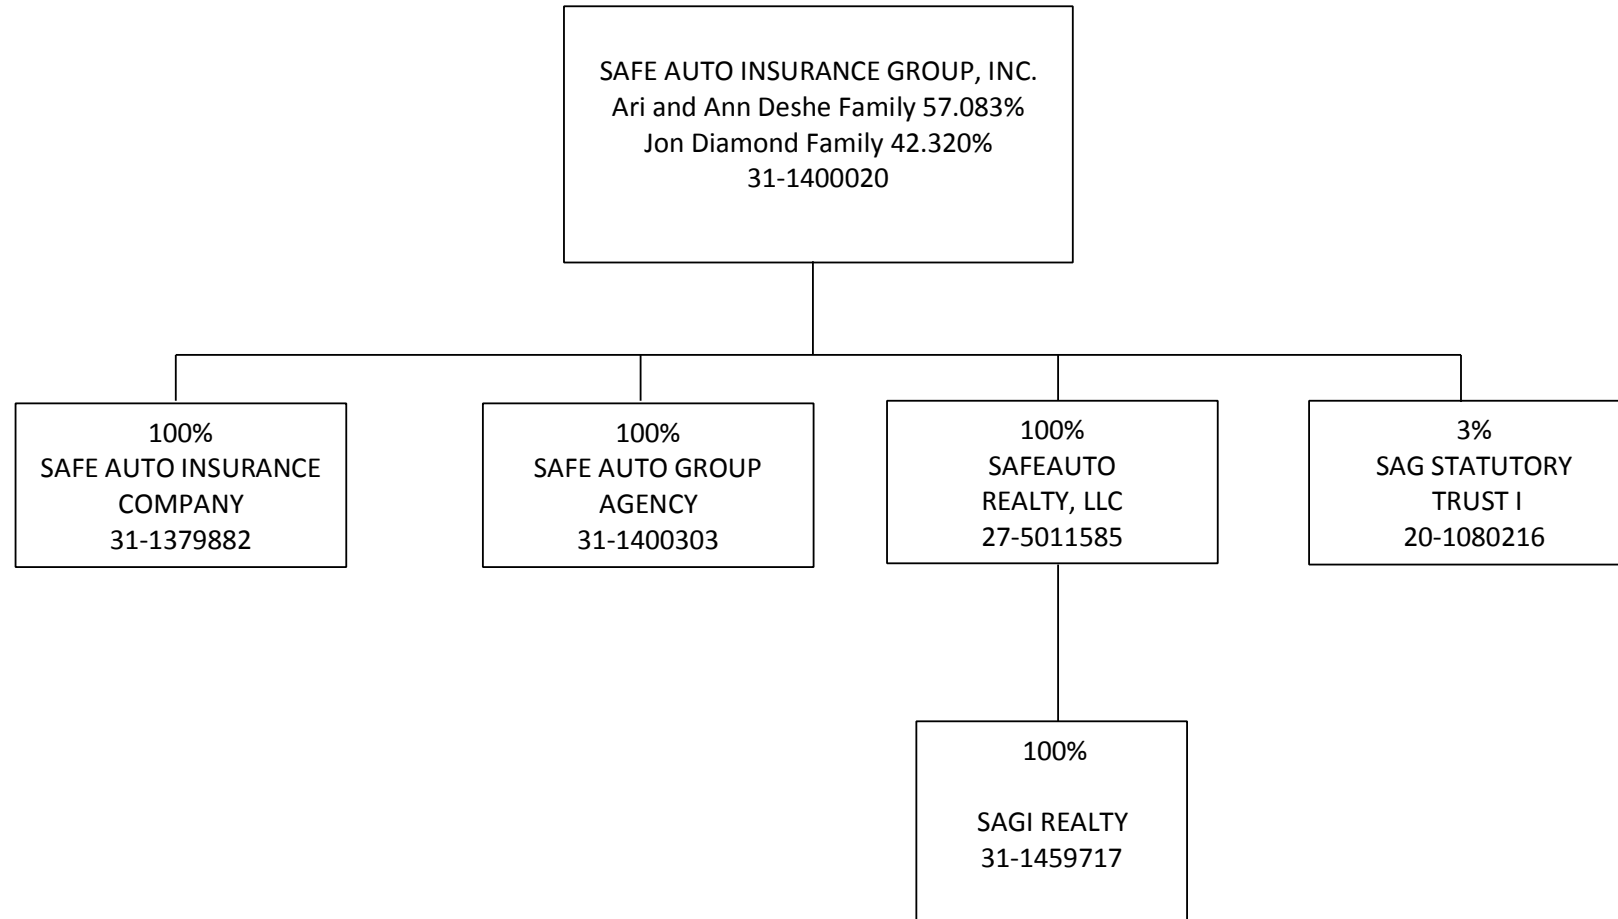 SAFE AUTO INSURANCE GROUP, INC.
Ari and Ann Deshe Family 57.083%
Jon Diamond Family 42.320%
31-1400020
100%
SAFE AUTO INSURANCE
COMPANY
31-1379882
100%
SAFE AUTO GROUP
AGENCY
31-1400303
100%
SAFEAUTO
REALTY, LLC
27-5011585
3%
SAG STATUTORY
TRUST I
20-1080216
100%
SAGI REALTY
31-1459717